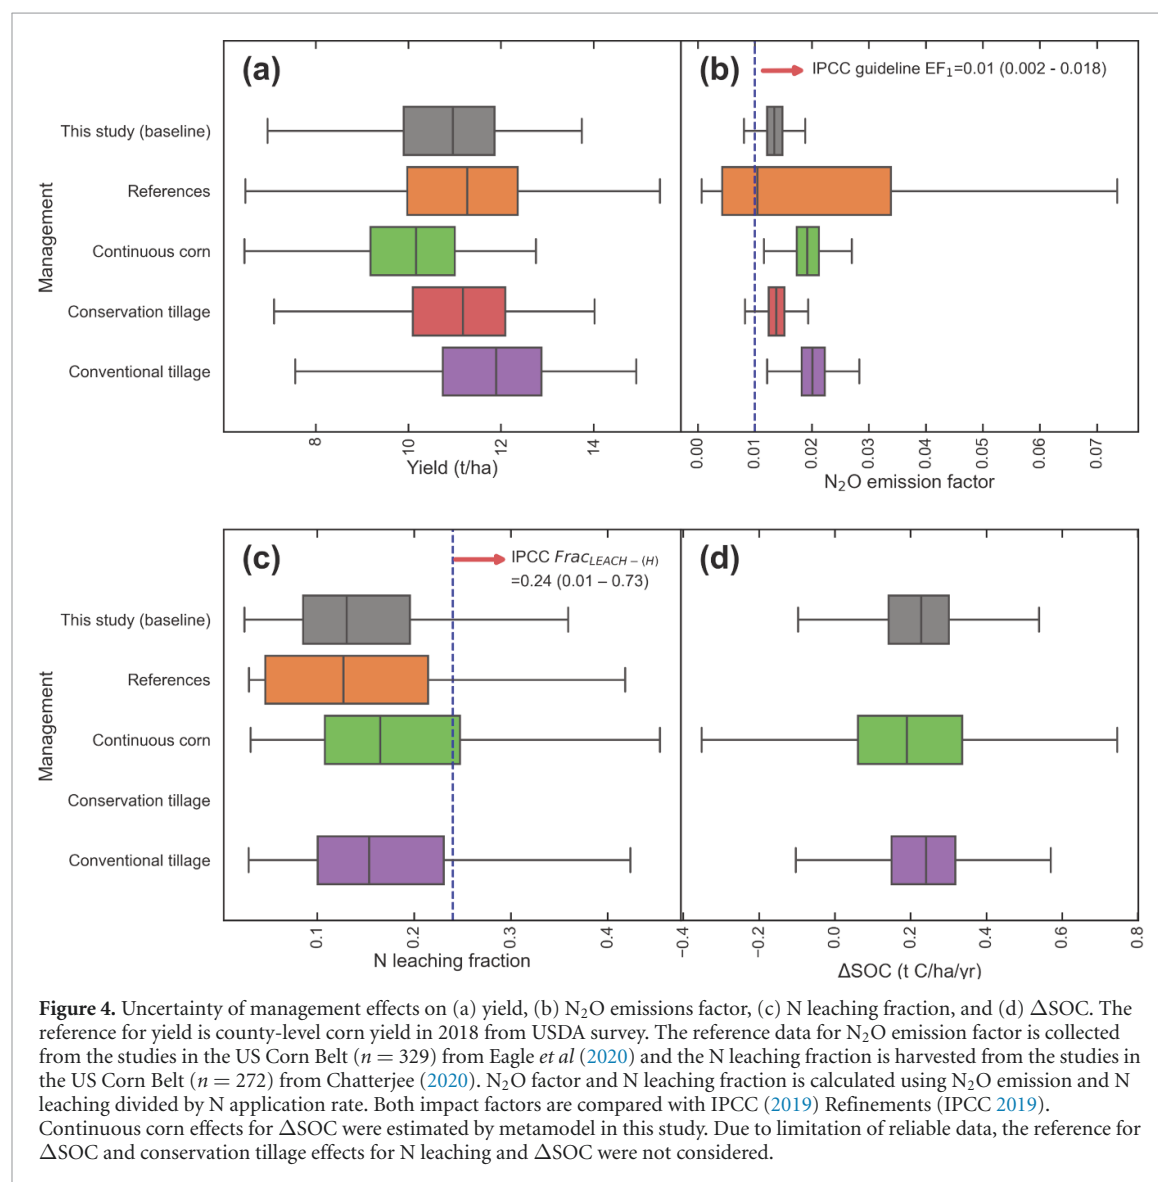 (a)
This study (baseline)
References
Continuous corn
Conservation tillage
Conventional tillage
Management
8
10
12
14
Yield (t/ha)
(b)
IPCC guideline EF₁=0.01 (0.002 - 0.018)
0.00
0.01
0.02
0.03
0.04
0.05
0.06
0.07
N₂O emission factor
(c)
IPCC Frac_LEACH – (H)
=0.24 (0.01 – 0.73)
This study (baseline)
References
Continuous corn
Conservation tillage
Conventional tillage
Management
0.1
0.2
0.3
0.4
N leaching fraction
(d)
−0.4
−0.2
0.0
0.2
0.4
0.6
0.8
ΔSOC (t C/ha/yr)
Figure 4. Uncertainty of management effects on (a) yield, (b) N₂O emissions factor, (c) N leaching fraction, and (d) ΔSOC. The
reference for yield is county-level corn yield in 2018 from USDA survey. The reference data for N₂O emission factor is collected
from the studies in the US Corn Belt (n = 329) from Eagle et al (2020) and the N leaching fraction is harvested from the studies in
the US Corn Belt (n = 272) from Chatterjee (2020). N₂O factor and N leaching fraction is calculated using N₂O emission and N
leaching divided by N application rate. Both impact factors are compared with IPCC (2019) Refinements (IPCC 2019).
Continuous corn effects for ΔSOC were estimated by metamodel in this study. Due to limitation of reliable data, the reference for
ΔSOC and conservation tillage effects for N leaching and ΔSOC were not considered.